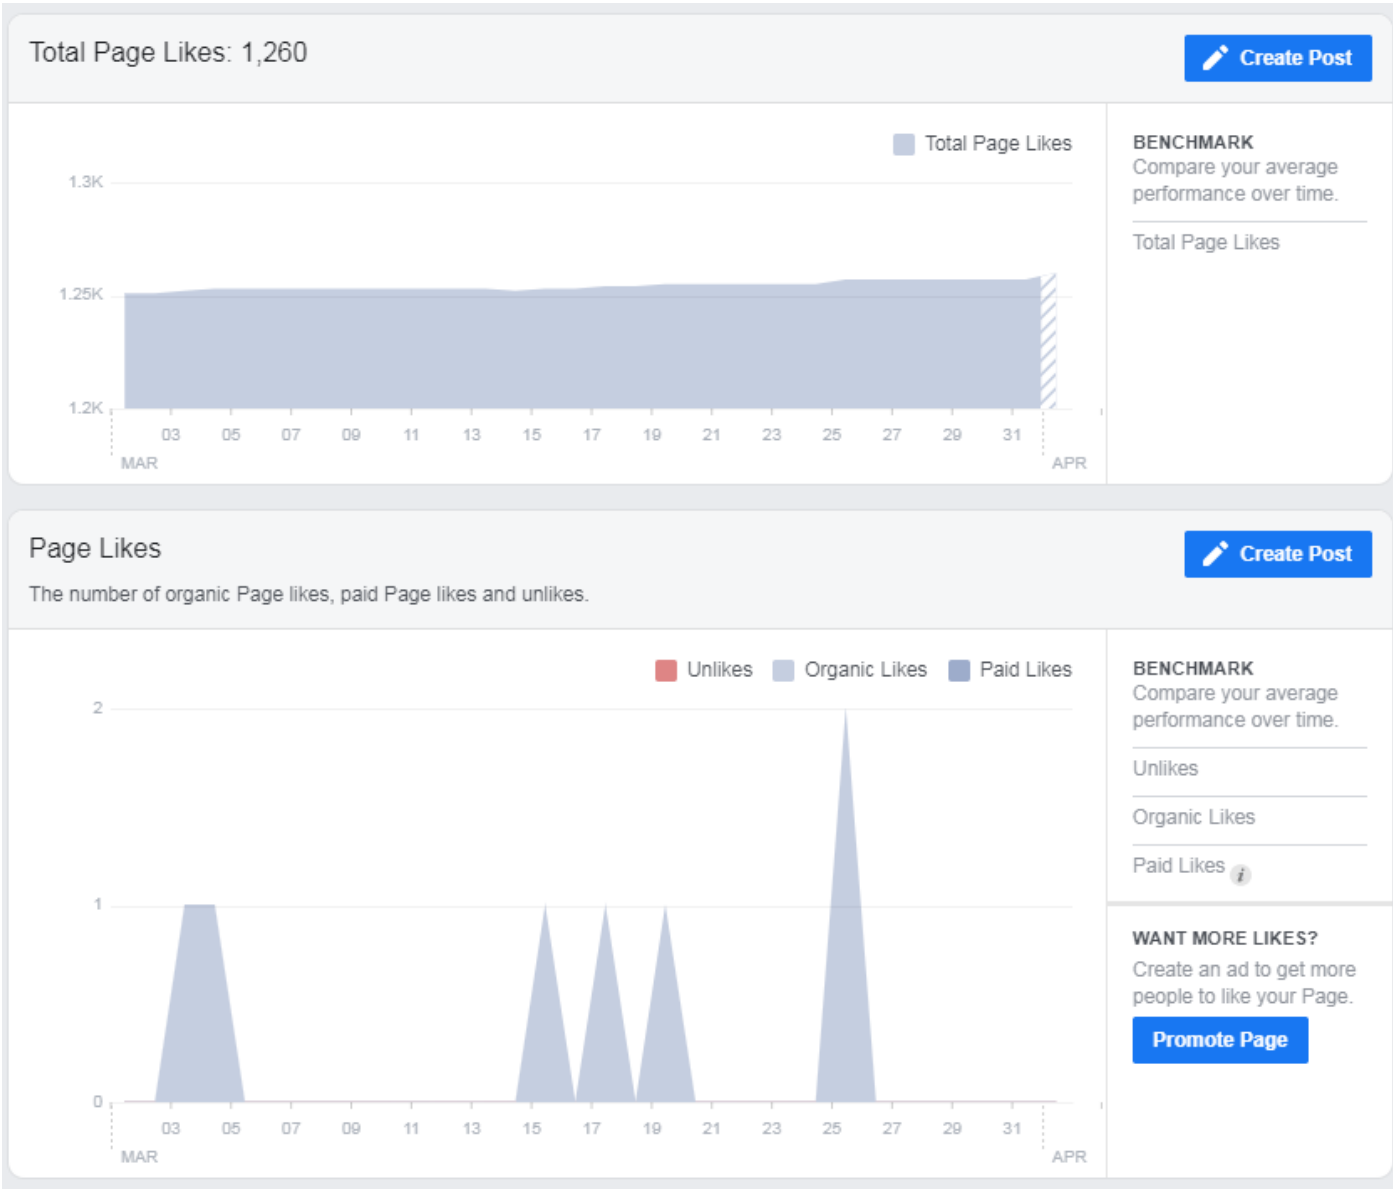 Total Page Likes: 1,260
Create Post
Total Page Likes
1.3K
1.25K
1.2K
03 05 07 09 11 13 15 17 19 21 23 25 27 29 31
MAR APR
BENCHMARK
Compare your average
performance over time.
Total Page Likes
Page Likes
The number of organic Page likes, paid Page likes and unlikes.
Create Post
Unlikes Organic Likes Paid Likes
2
1
0
03 05 07 09 11 13 15 17 19 21 23 25 27 29 31
MAR APR
BENCHMARK
Compare your average
performance over time.
Unlikes
Organic Likes
Paid Likes i
WANT MORE LIKES?
Create an ad to get more
people to like your Page.
Promote Page